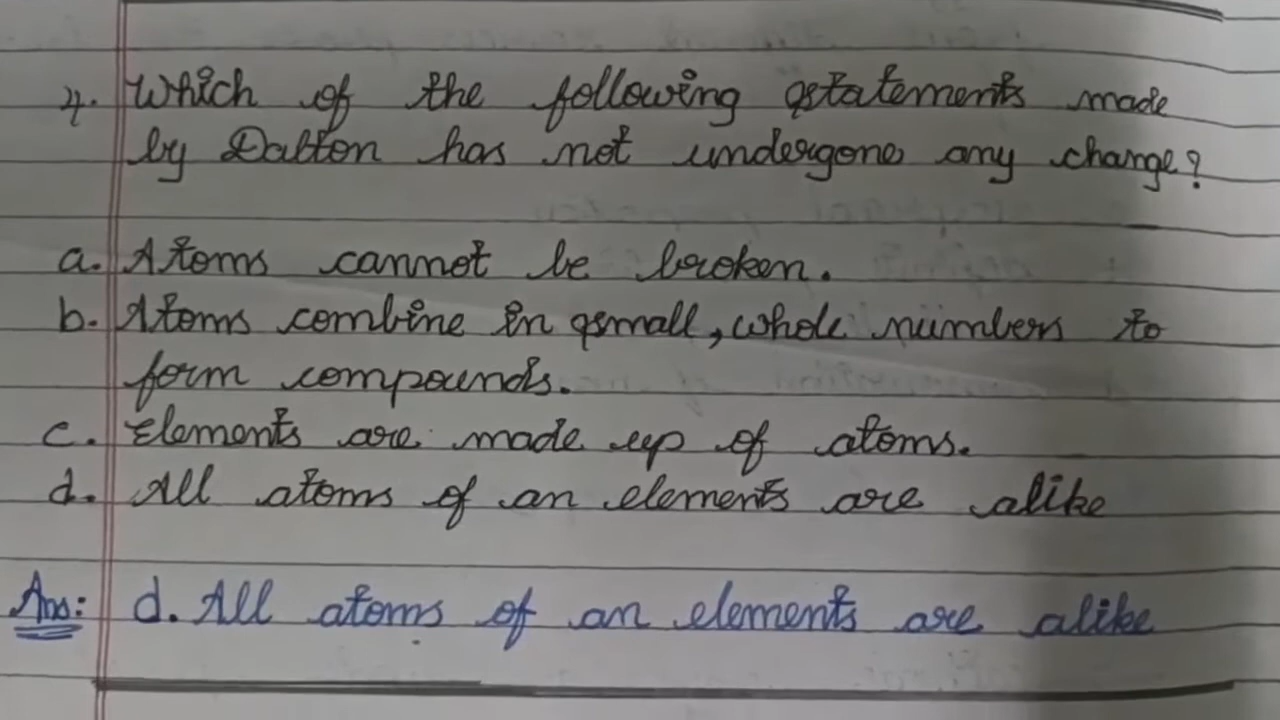 4. Which of the following statements made
by Dalton has not undergone any change?
a. Atoms cannot be broken.
b. Atoms combine in small, whole numbers to
form compounds.
c. Elements are made up of atoms.
d. All atoms of an elements are alike
Ans: d. All atoms of an elements are alike